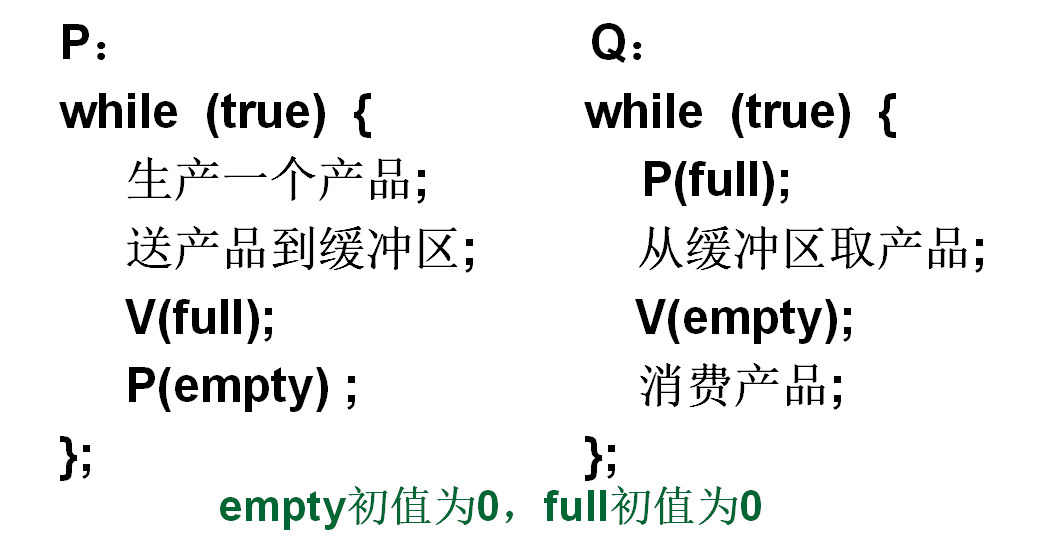 P：
while (true) {
生产一个产品;
送产品到缓冲区;
V(full);
P(empty) ;
};
Q：
while (true) {
P(full);
从缓冲区取产品;
V(empty);
消费产品;
};
empty初值为0，full初值为0